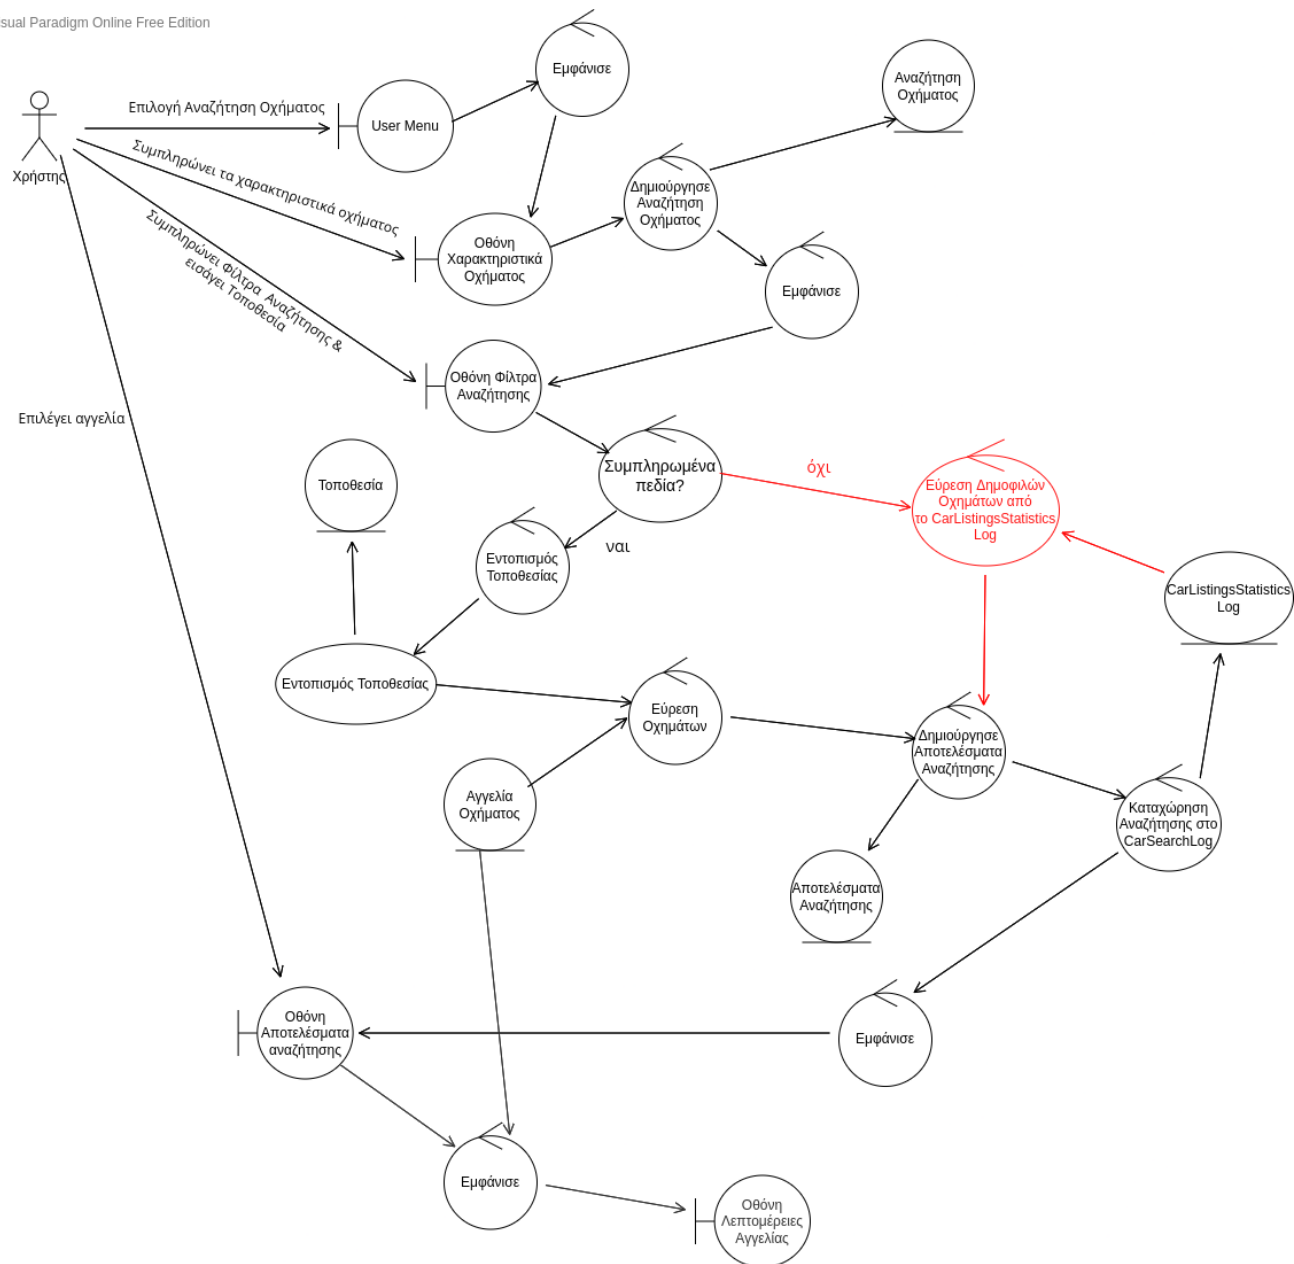 sual Paradigm Online Free Edition
Εμφάνισε
Αναζήτηση
Οχήματος
Επιλογή Αναζήτηση Οχήματος
User Menu
Χρήστης
Συμπληρώνει τα χαρακτηριστικά οχήματος
Δημιούργησε
Αναζήτηση
Οχήματος
Συμπληρώνει Φίλτρα Αναζήτησης &
εισάγει Τοποθεσία
Οθόνη
Χαρακτηριστικά
Οχήματος
Εμφάνισε
Οθόνη Φίλτρα
Αναζήτησης
Επιλέγει αγγελία
Τοποθεσία
Συμπληρωμένα
πεδία?
όχι
Εύρεση Δημοφιλών
Οχημάτων από
το CarListingsStatistics
Log
ναι
Εντοπισμός
Τοποθεσίας
CarListingsStatistics
Log
Εντοπισμός Τοποθεσίας
Εύρεση
Οχημάτων
Δημιούργησε
Αποτελέσματα
Αναζήτησης
Αγγελία
Οχήματος
Καταχώρηση
Αναζήτησης στο
CarSearchLog
Αποτελέσματα
Αναζήτησης
Οθόνη
Αποτελέσματα
αναζήτησης
Εμφάνισε
Εμφάνισε
Οθόνη
Λεπτομέρειες
Αγγελίας